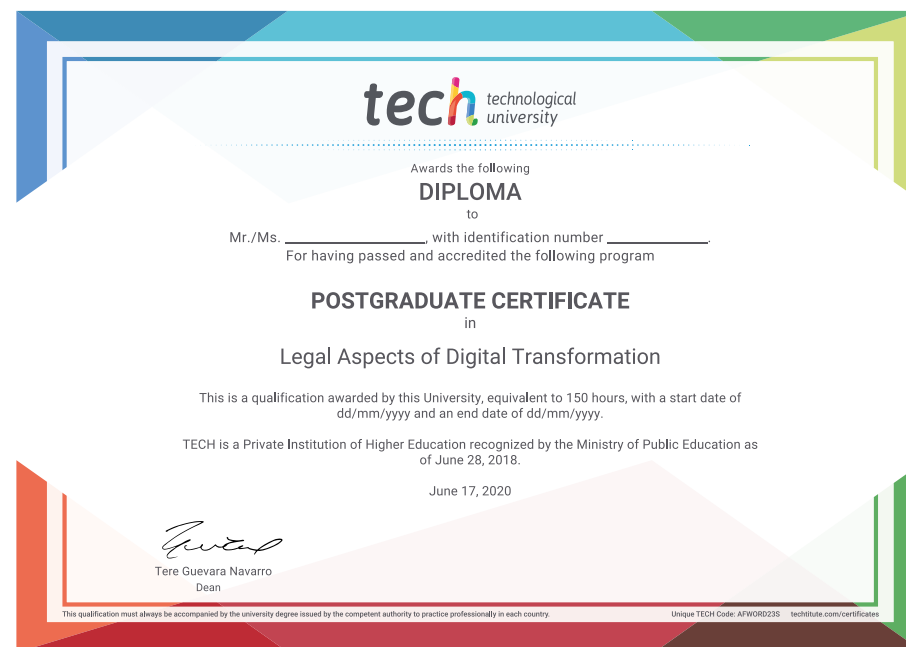 tech technological
university
Awards the following
DIPLOMA
to
Mr./Ms. ____________________, with identification number ______________.
For having passed and accredited the following program
POSTGRADUATE CERTIFICATE
in
Legal Aspects of Digital Transformation
This is a qualification awarded by this University, equivalent to 150 hours, with a start date of
dd/mm/yyyy and an end date of dd/mm/yyyy.
TECH is a Private Institution of Higher Education recognized by the Ministry of Public Education as
of June 28, 2018.
June 17, 2020
Tere Guevara Navarro
Dean
This qualification must always be accompanied by the university degree issued by the competent authority to practice professionally in each country. Unique TECH Code: AFWORD23S techtitute.com/certificates